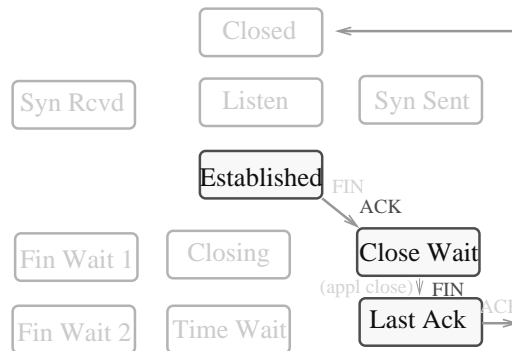 Closed
Syn Rcvd
Listen
Syn Sent
Established
FIN
ACK
Fin Wait 1
Closing
Close Wait
(appl close)
FIN
Fin Wait 2
Time Wait
Last Ack
ACK